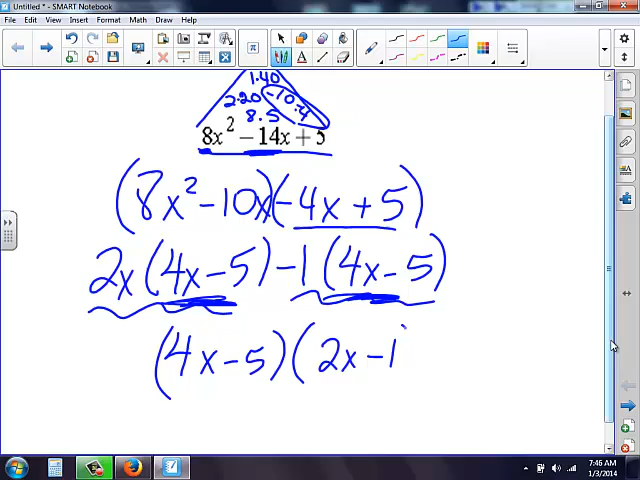 Untitled * - SMART Notebook
File Edit View Insert Format Tools Draw Help
1·40
2·20 -10·-4
8·5
8x² − 14x + 5
(8x² − 10x)(−4x + 5)
2x(4x − 5) − 1(4x − 5)
(4x − 5)(2x − 1
7:46 AM
1/3/2014